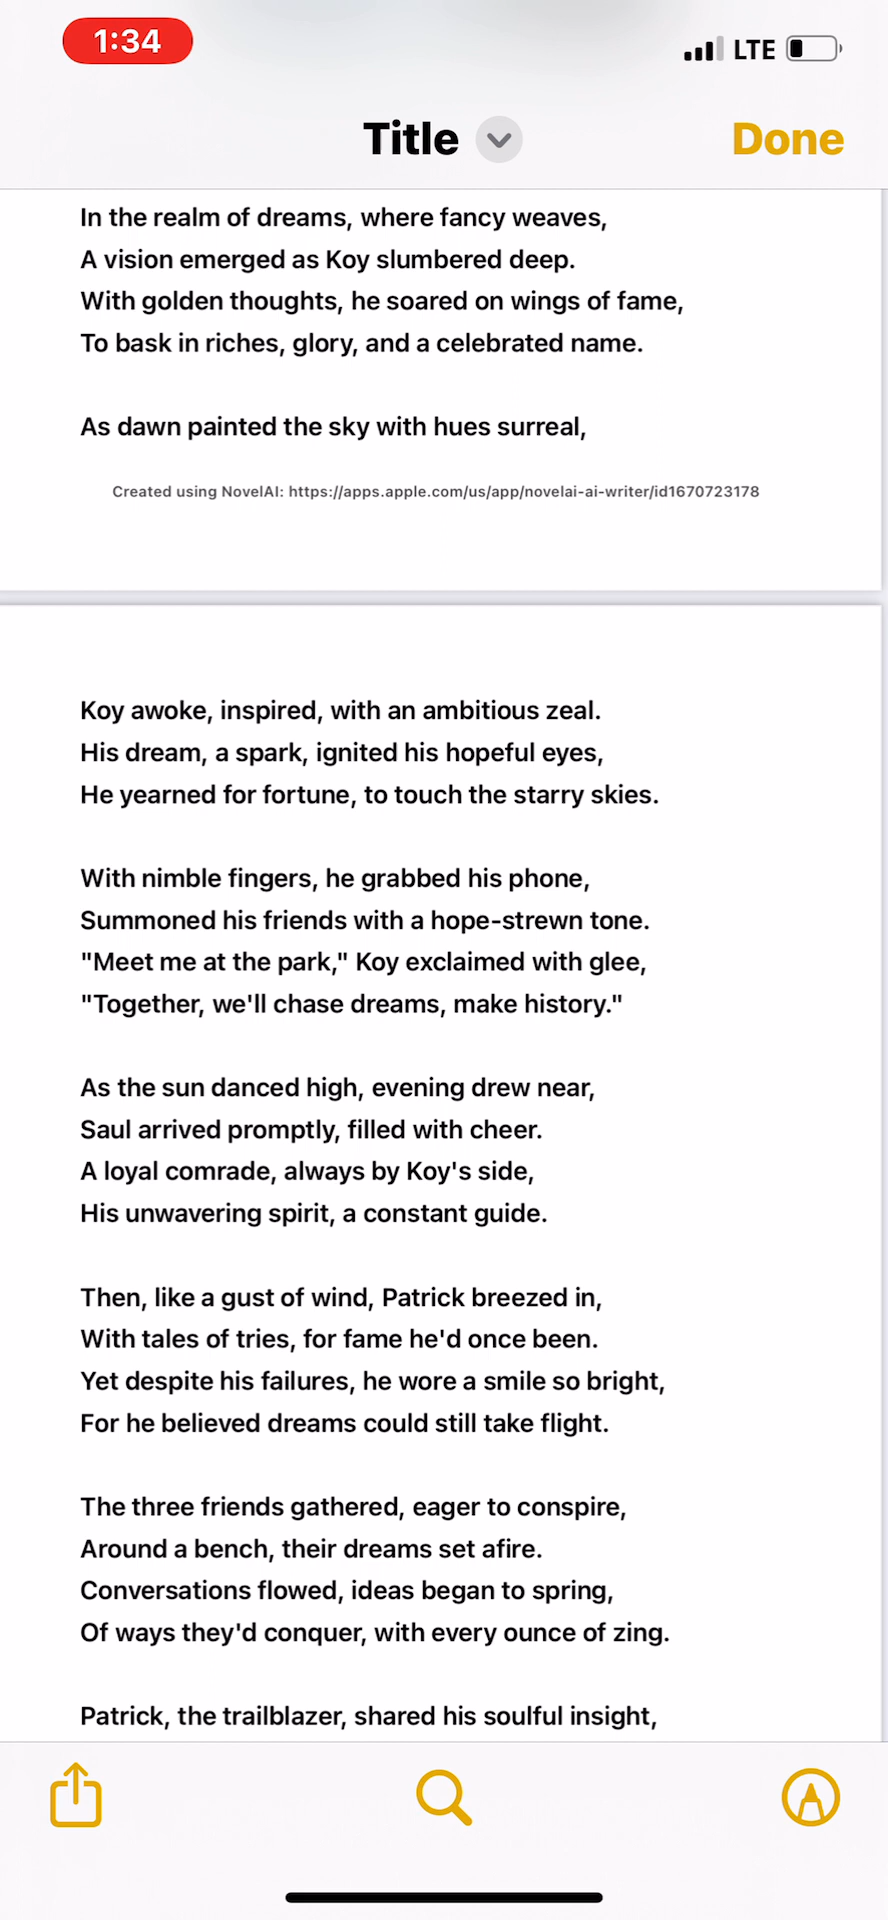 1:34
LTE
Title
Done
In the realm of dreams, where fancy weaves,
A vision emerged as Koy slumbered deep.
With golden thoughts, he soared on wings of fame,
To bask in riches, glory, and a celebrated name.
As dawn painted the sky with hues surreal,
Created using NovelAI: https://apps.apple.com/us/app/novelai-ai-writer/id1670723178
Koy awoke, inspired, with an ambitious zeal.
His dream, a spark, ignited his hopeful eyes,
He yearned for fortune, to touch the starry skies.
With nimble fingers, he grabbed his phone,
Summoned his friends with a hope-strewn tone.
"Meet me at the park," Koy exclaimed with glee,
"Together, we'll chase dreams, make history."
As the sun danced high, evening drew near,
Saul arrived promptly, filled with cheer.
A loyal comrade, always by Koy's side,
His unwavering spirit, a constant guide.
Then, like a gust of wind, Patrick breezed in,
With tales of tries, for fame he'd once been.
Yet despite his failures, he wore a smile so bright,
For he believed dreams could still take flight.
The three friends gathered, eager to conspire,
Around a bench, their dreams set afire.
Conversations flowed, ideas began to spring,
Of ways they'd conquer, with every ounce of zing.
Patrick, the trailblazer, shared his soulful insight,